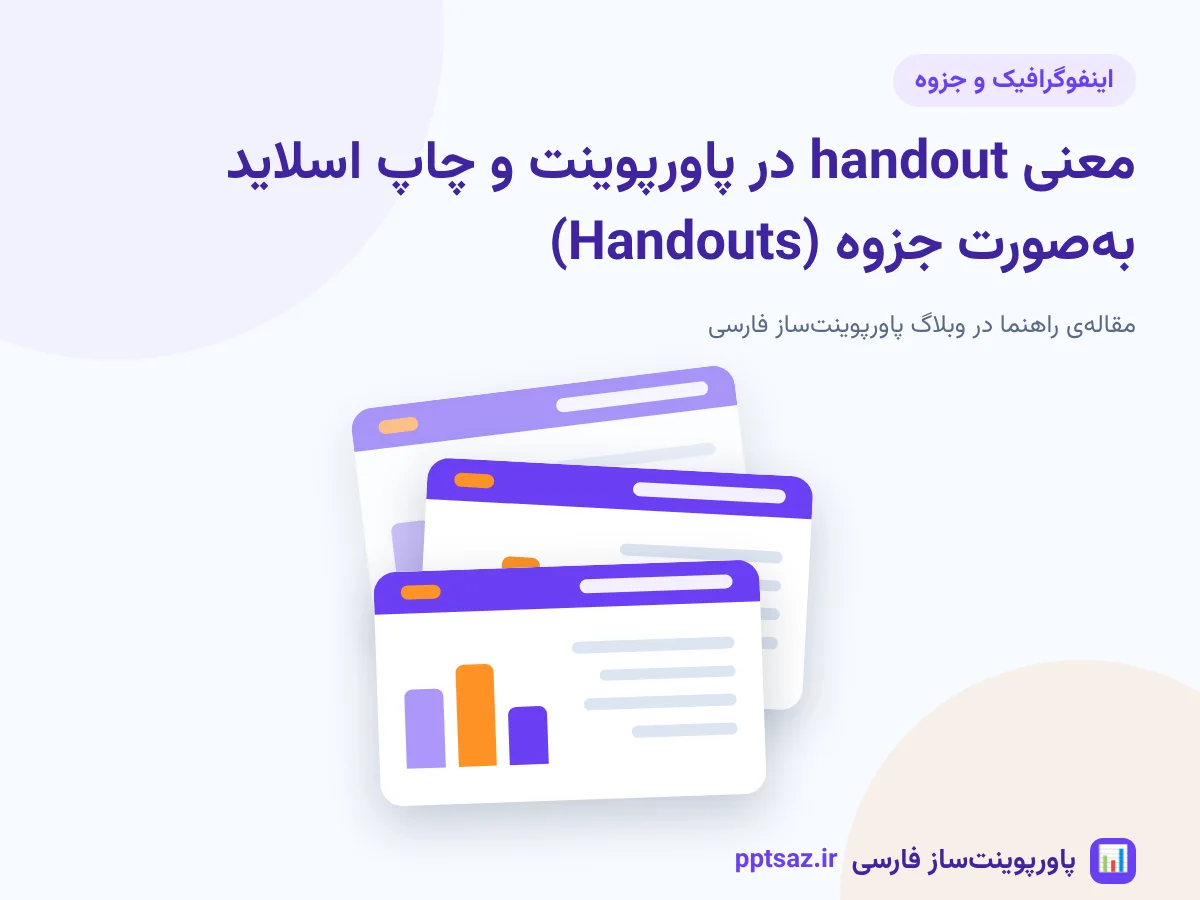 اینفوگرافیک و جزوه
معنی handout در پاورپوینت و چاپ اسلاید
به‌صورت جزوه (Handouts)
مقاله‌ی راهنما در وبلاگ پاورپوینت‌ساز فارسی
پاورپوینت‌ساز فارسی pptsaz.ir